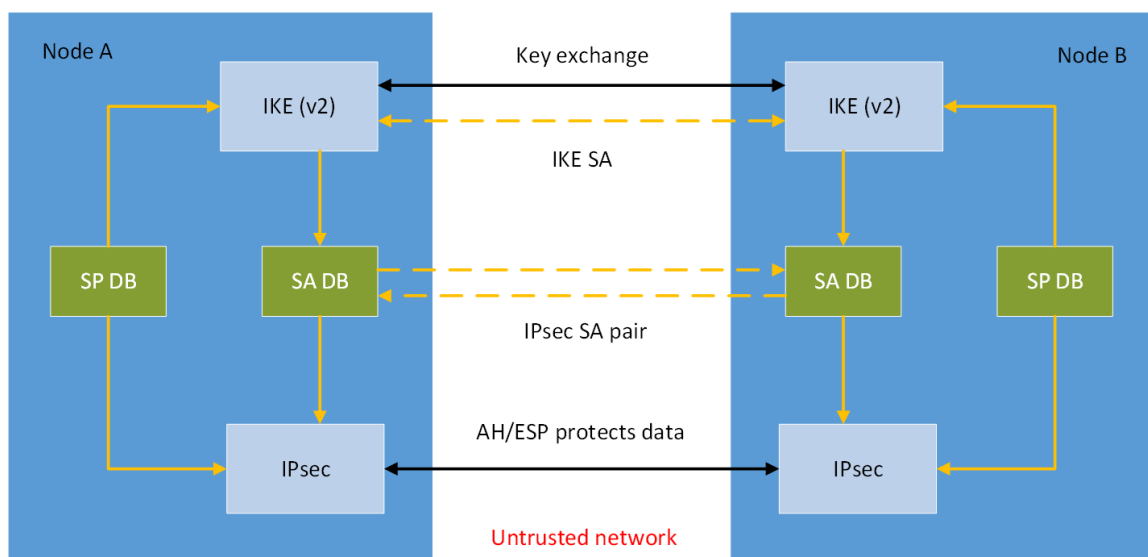 Node A
Key exchange
Node B
IKE (v2)
IKE (v2)
IKE SA
SP DB
SA DB
SA DB
SP DB
IPsec SA pair
AH/ESP protects data
IPsec
IPsec
Untrusted network